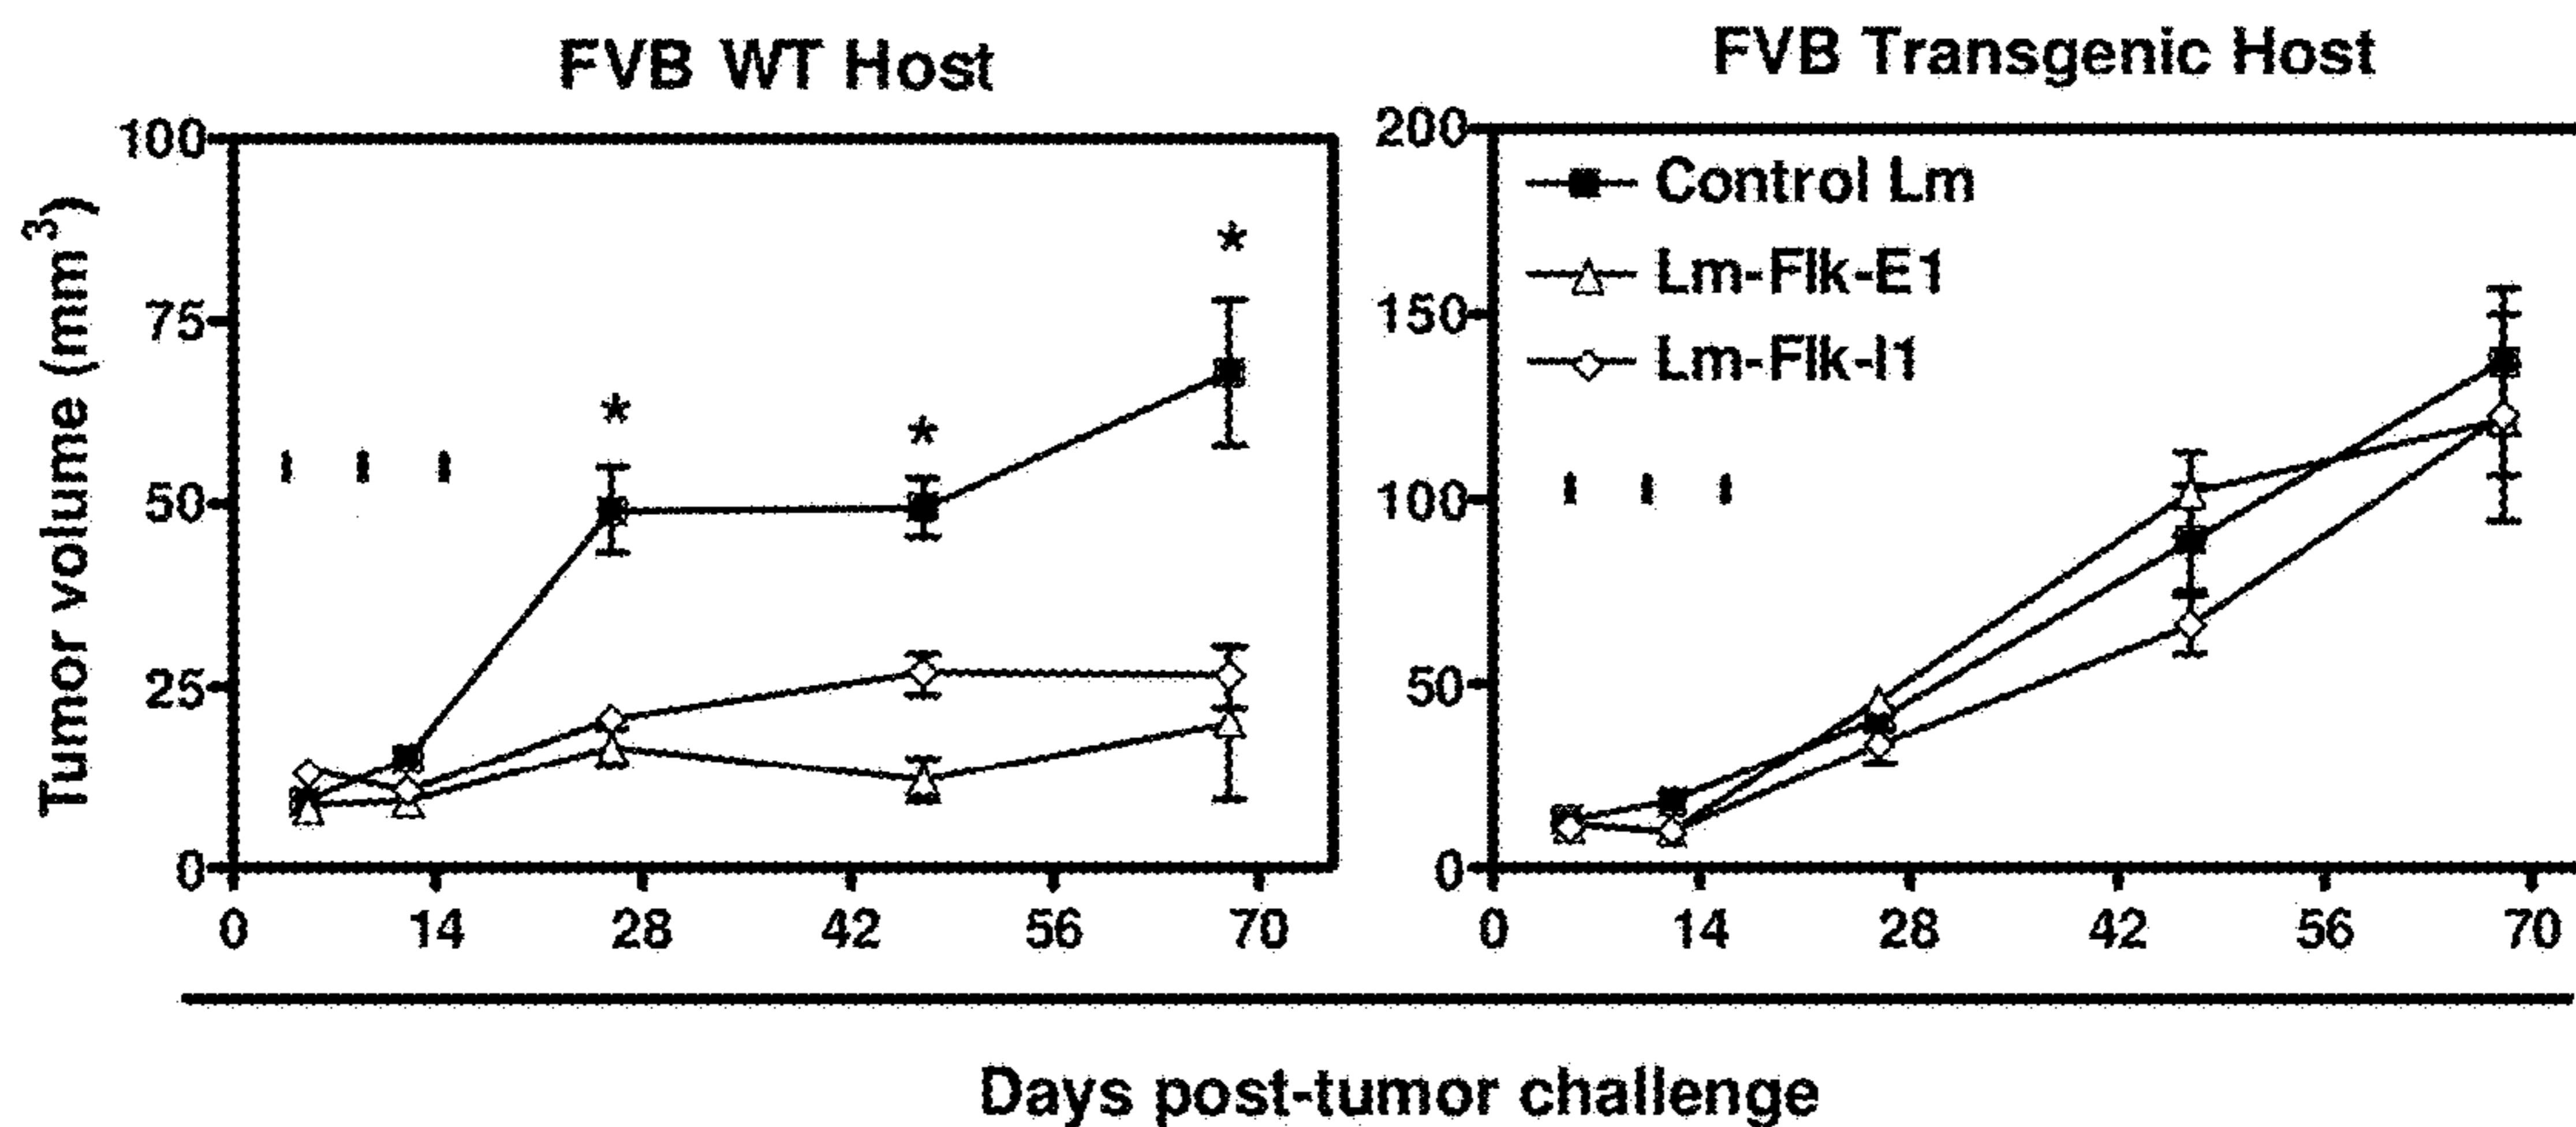 FVB WT Host
FVB Transgenic Host
Tumor volume (mm³)
100
75
50
25
0
0 14 28 42 56 70
200
150
100
50
0
Control Lm
Lm-Flk-E1
Lm-Flk-I1
* * *
0 14 28 42 56 70
Days post-tumor challenge